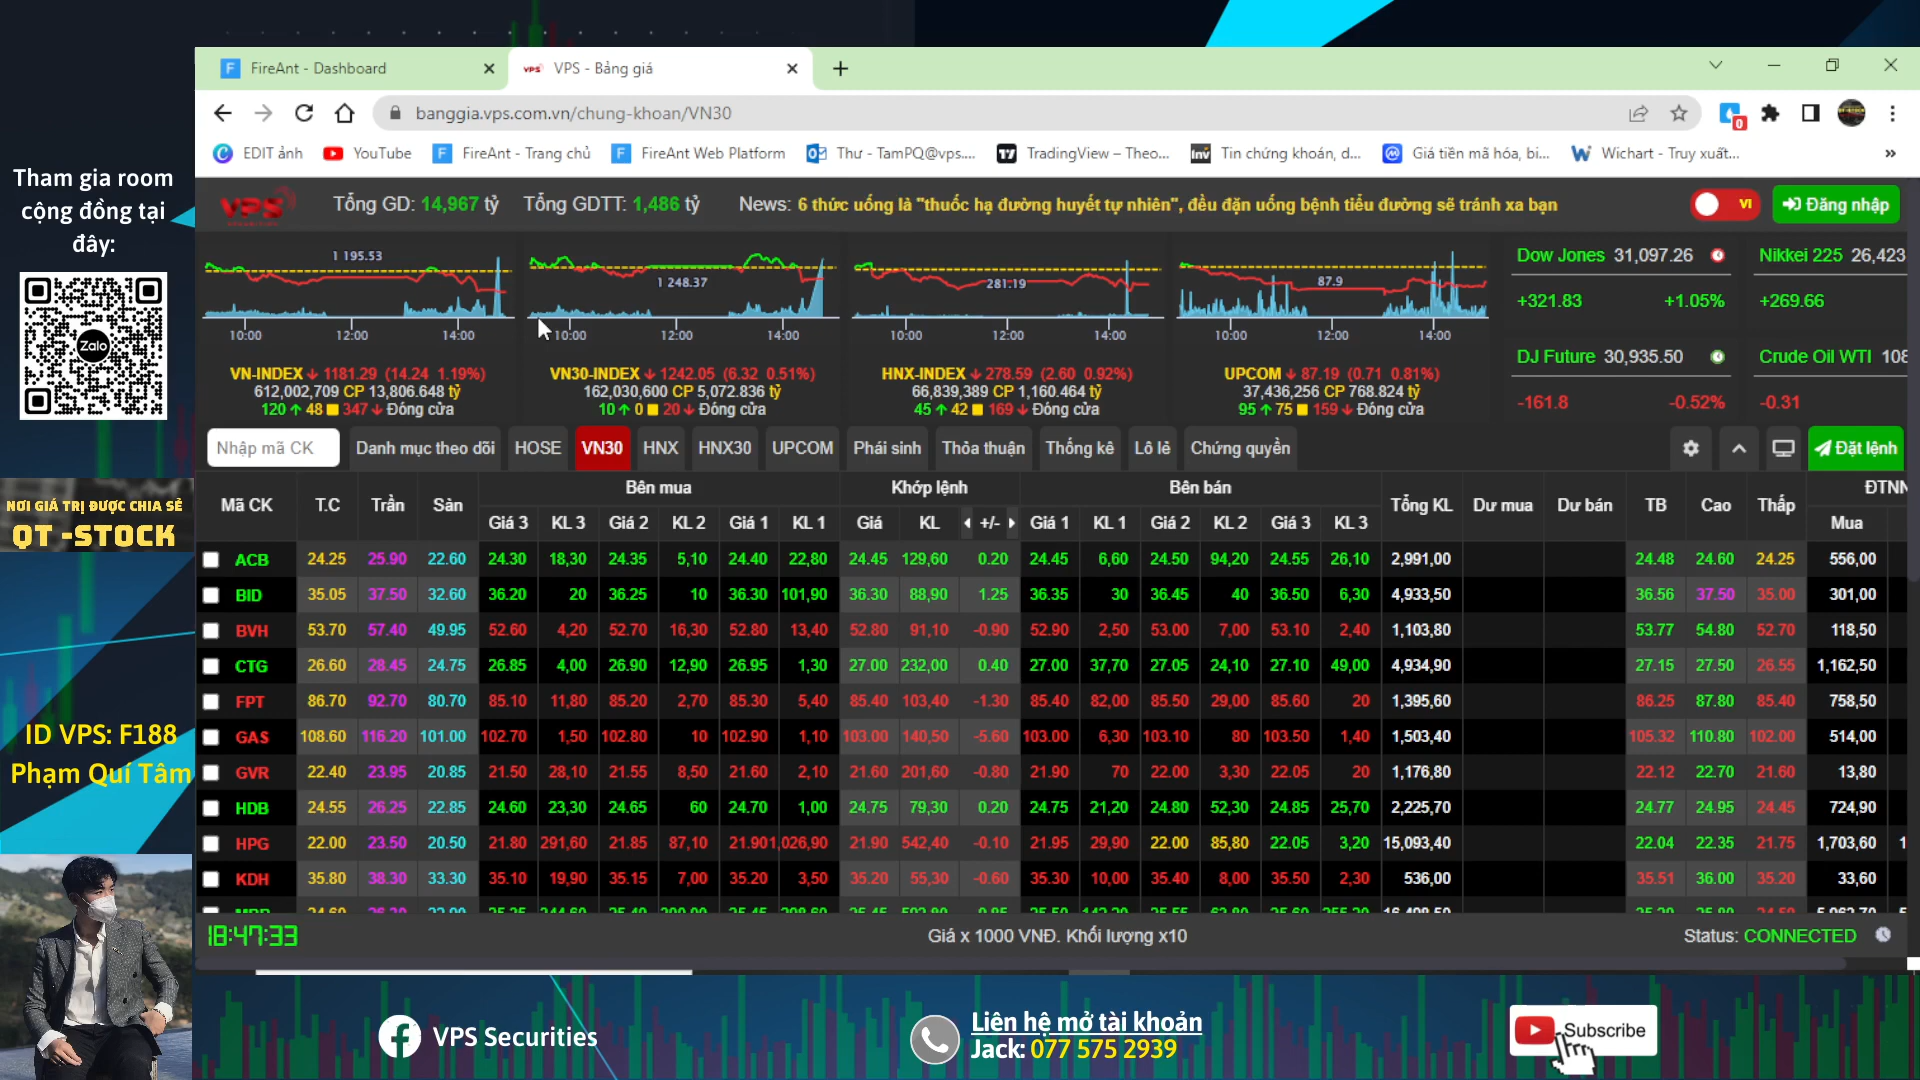 FireAnt - Dashboard
VPS - Bảng giá
banggia.vps.com.vn/chung-khoan/VN30
EDIT ảnh YouTube FireAnt - Trang chủ FireAnt Web Platform Thư - TamPQ@vps.... TradingView – Theo... Tin chứng khoán, d... Giá tiền mã hóa, bi... Wichart - Truy xuất...
Tham gia room
cộng đồng tại
đây:
Zalo
NƠI GIÁ TRỊ ĐƯỢC CHIA SẺ
QT -STOCK
ID VPS: F188
Phạm Quí Tâm
VPS Tổng GD: 14,967 tỷ Tổng GDTT: 1,486 tỷ News: 6 thức uống là "thuốc hạ đường huyết tự nhiên", đều đặn uống bệnh tiểu đường sẽ tránh xa bạn VI Đăng nhập
1 195.53
10:00 12:00 14:00
VN-INDEX 1181.29 (14.24 1.19%)
612,002,709 CP 13,806.648 tỷ
120 48 347 Đóng cửa
1 248.37
10:00 12:00 14:00
VN30-INDEX 1242.05 (6.32 0.51%)
162,030,600 CP 5,072.836 tỷ
10 0 20 Đóng cửa
281.19
10:00 12:00 14:00
HNX-INDEX 278.59 (2.60 0.92%)
66,839,389 CP 1,160.464 tỷ
45 42 169 Đóng cửa
87.9
10:00 12:00 14:00
UPCOM 87.19 (0.71 0.81%)
37,436,256 CP 768.824 tỷ
95 75 159 Đóng cửa
Dow Jones 31,097.26
+321.83 +1.05%
Nikkei 225 26,423
+269.66
DJ Future 30,935.50
-161.8 -0.52%
Crude Oil WTI 108
-0.31
Nhập mã CK Danh mục theo dõi HOSE VN30 HNX HNX30 UPCOM Phái sinh Thỏa thuận Thống kê Lô lẻ Chứng quyền Đặt lệnh
Mã CK T.C Trần Sàn Bên mua Khớp lệnh Bên bán Tổng KL Dư mua Dư bán TB Cao Thấp ĐTNN
Giá 3 KL 3 Giá 2 KL 2 Giá 1 KL 1 Giá KL +/- Giá 1 KL 1 Giá 2 KL 2 Giá 3 KL 3 Mua
ACB 24.25 25.90 22.60 24.30 18,30 24.35 5,10 24.40 22,80 24.45 129,60 0.20 24.45 6,60 24.50 94,20 24.55 26,10 2,991,00 24.48 24.60 24.25 556,00
BID 35.05 37.50 32.60 36.20 20 36.25 10 36.30 101,90 36.30 88,90 1.25 36.35 30 36.45 40 36.50 6,30 4,933,50 36.56 37.50 35.00 301,00
BVH 53.70 57.40 49.95 52.60 4,20 52.70 16,30 52.80 13,40 52.80 91,10 -0.90 52.90 2,50 53.00 7,00 53.10 2,40 1,103,80 53.77 54.80 52.70 118,50
CTG 26.60 28.45 24.75 26.85 4,00 26.90 12,90 26.95 1,30 27.00 232,00 0.40 27.00 37,70 27.05 24,10 27.10 49,00 4,934,90 27.15 27.50 26.55 1,162,50
FPT 86.70 92.70 80.70 85.10 11,80 85.20 2,70 85.30 5,40 85.40 103,40 -1.30 85.40 82,00 85.50 29,00 85.60 20 1,395,60 86.25 87.80 85.40 758,50
GAS 108.60 116.20 101.00 102.70 1,50 102.80 10 102.90 1,10 103.00 140,50 -5.60 103.00 6,30 103.10 80 103.50 1,40 1,503,40 105.32 110.80 102.00 514,00
GVR 22.40 23.95 20.85 21.50 28,10 21.55 8,50 21.60 2,10 21.60 201,60 -0.80 21.90 70 22.00 3,30 22.05 20 1,176,80 22.12 22.70 21.60 13,80
HDB 24.55 26.25 22.85 24.60 23,30 24.65 60 24.70 1,00 24.75 79,30 0.20 24.75 21,20 24.80 52,30 24.85 25,70 2,225,70 24.77 24.95 24.45 724,90
HPG 22.00 23.50 20.50 21.80 291,60 21.85 87,10 21.90 1,026,90 21.90 542,40 -0.10 21.95 29,90 22.00 85,80 22.05 3,20 15,093,40 22.04 22.35 21.75 1,703,60 1
KDH 35.80 38.30 33.30 35.10 19,90 35.15 7,00 35.20 3,50 35.20 55,30 -0.60 35.30 10,00 35.40 8,00 35.50 2,30 536,00 35.51 36.00 35.20 33,60
18:47:33 Giá x 1000 VNĐ. Khối lượng x10 Status: CONNECTED
VPS Securities
Liên hệ mở tài khoản
Jack: 077 575 2939
Subscribe